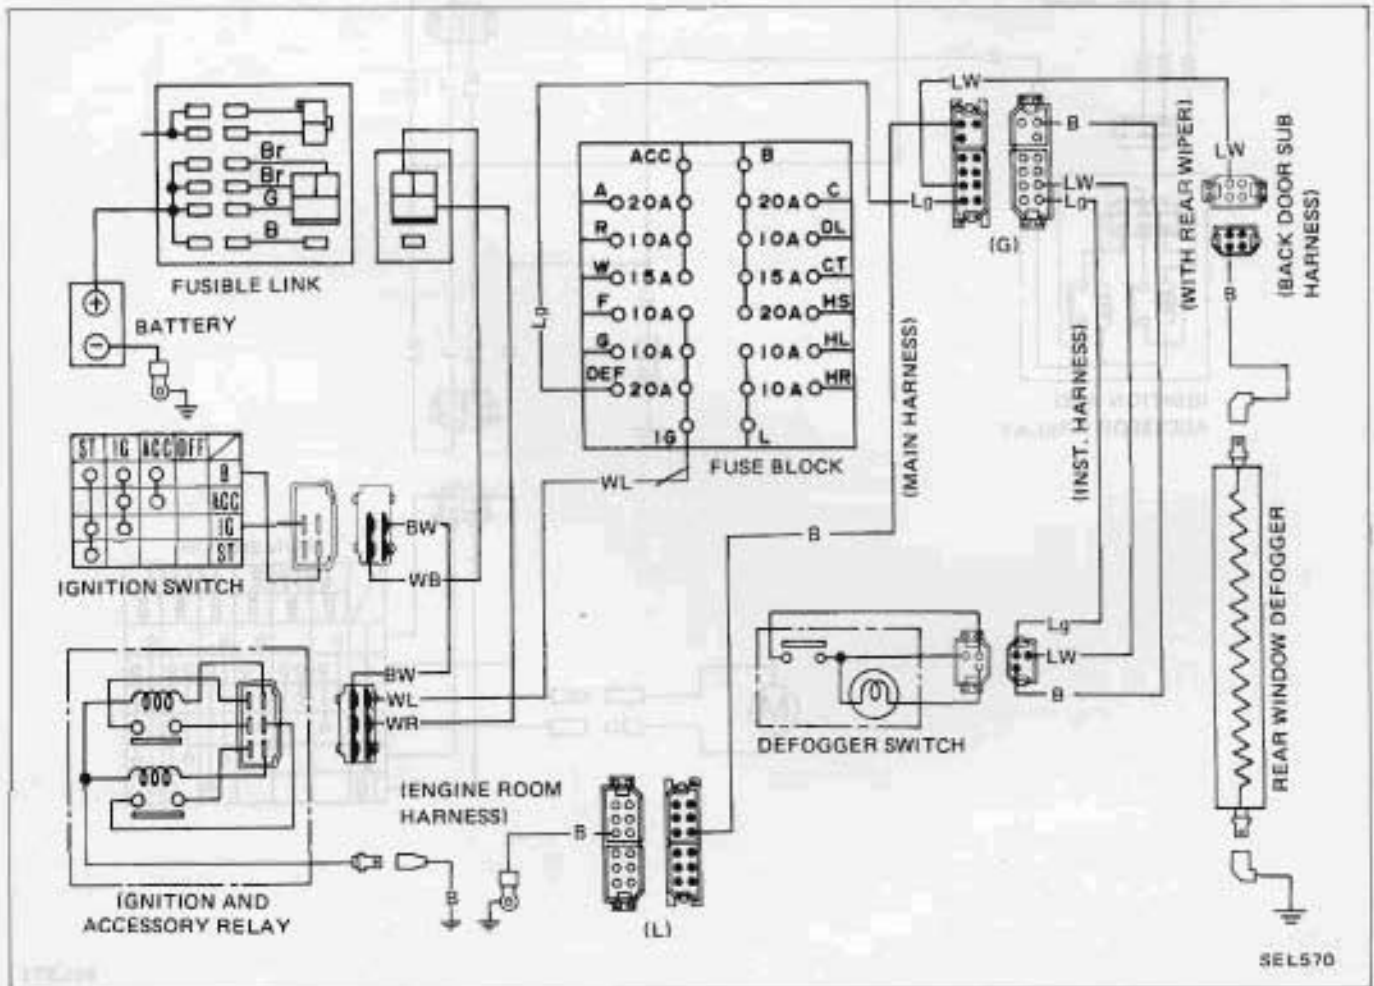 FUSIBLE LINK
Br
Br
G
B
BATTERY
+
−
ST IG ACC OFF
B
ACC
IG
ST
IGNITION SWITCH
BW
WB
BW
WL
WR
IGNITION AND
ACCESSORY RELAY
B
Lg
ACC B
A 20A 20A C
R 10A 10A DL
W 15A 15A CT
F 10A 20A HS
G 10A 10A HL
DEF 20A 10A HR
IG L
FUSE BLOCK
WL
(ENGINE ROOM
HARNESS)
B
(L)
B
(MAIN HARNESS)
LW
Lg
B
LW
Lg
(G)
(INST. HARNESS)
Lg
LW
B
DEFOGGER SWITCH
(WITH REAR WIPER)
LW
B
(BACK DOOR SUB
HARNESS)
REAR WINDOW DEFOGGER
SEL570